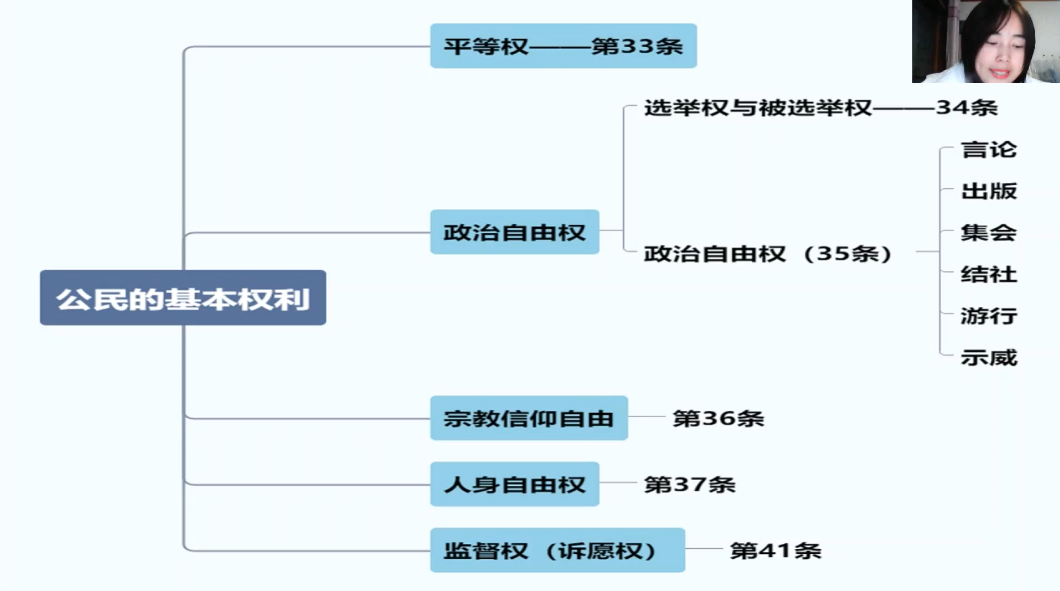 公民的基本权利
平等权——第33条
政治自由权
选举权与被选举权——34条
政治自由权（35条）
言论
出版
集会
结社
游行
示威
宗教信仰自由
第36条
人身自由权
第37条
监督权（诉愿权）
第41条